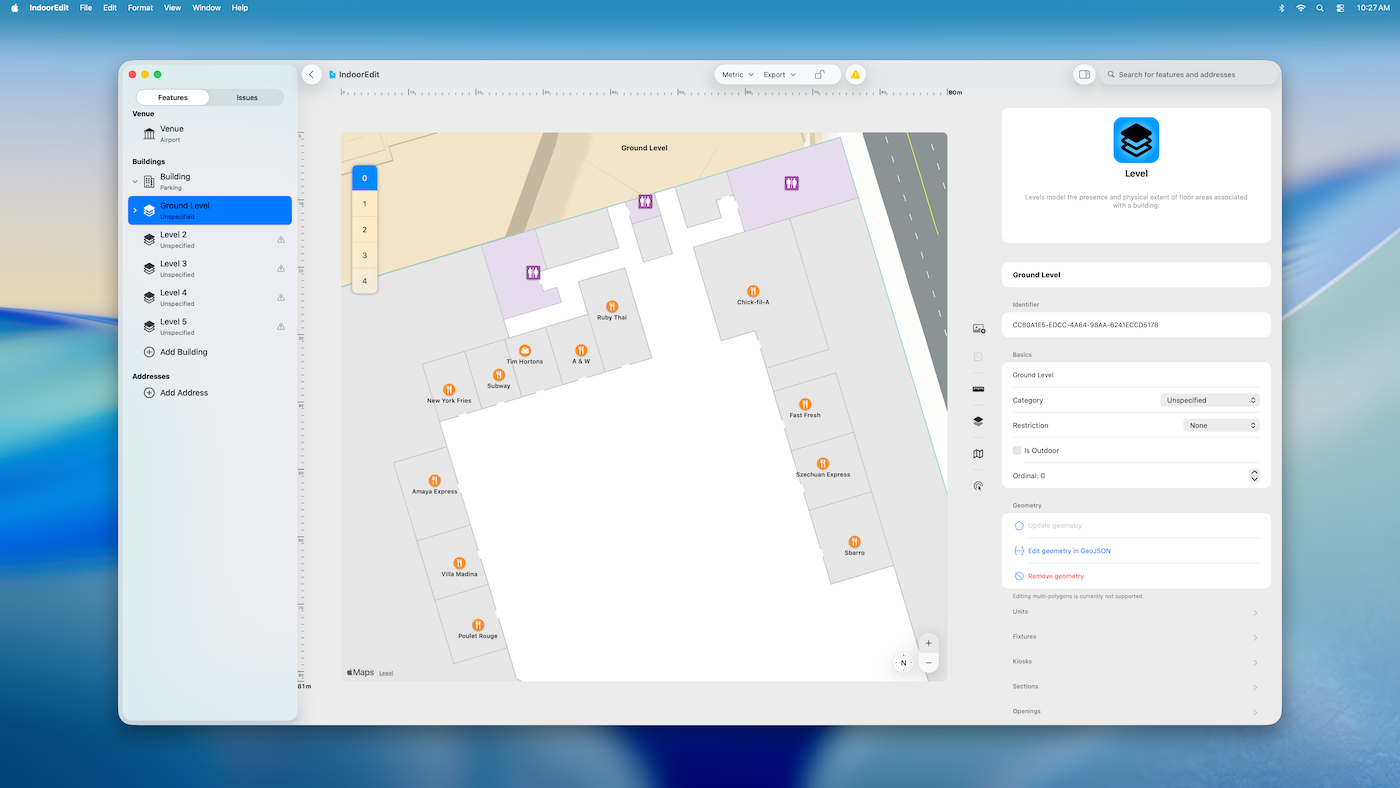 IndoorEdit File Edit Format View Window Help
10:27 AM
Features Issues
Venue
Venue
Airport
Buildings
Building
Parking
Ground Level
Unspecified
Level 2
Unspecified
Level 3
Unspecified
Level 4
Unspecified
Level 5
Unspecified
Add Building
Addresses
Add Address
IndoorEdit
Metric Export
Search for features and addresses
90m
81m
Ground Level
0
1
2
3
4
Chick-fil-A
Ruby Thai
Tim Hortons
A & W
Subway
New York Fries
Fast Fresh
Szechuan Express
Amaya Express
Sbarro
Villa Madina
Poulet Rouge
Maps Legal
N
+
−
Level
Levels model the presence and physical extent of floor areas associated
with a building.
Ground Level
Identifier
CC80A1E5-EDCC-4A64-98AA-6241ECCD5178
Basics
Ground Level
Category Unspecified
Restriction None
Is Outdoor
Ordinal: 0
Geometry
Update geometry
Edit geometry in GeoJSON
Remove geometry
Editing multi-polygons is currently not supported.
Units
Fixtures
Kiosks
Sections
Openings